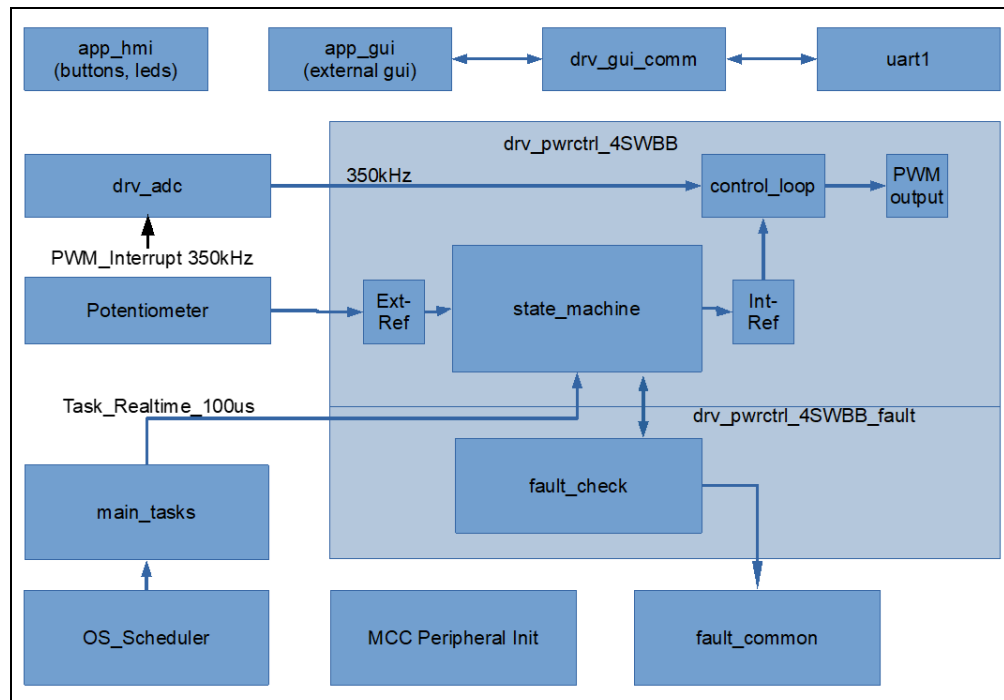 app_hmi
(buttons, leds)
app_gui
(external gui)
drv_gui_comm
uart1
drv_pwrctrl_4SWBB
drv_adc
350kHz
control_loop
PWM
output
PWM_Interrupt 350kHz
Potentiometer
Ext-
Ref
state_machine
Int-
Ref
Task_Realtime_100us
drv_pwrctrl_4SWBB_fault
main_tasks
fault_check
OS_Scheduler
MCC Peripheral Init
fault_common